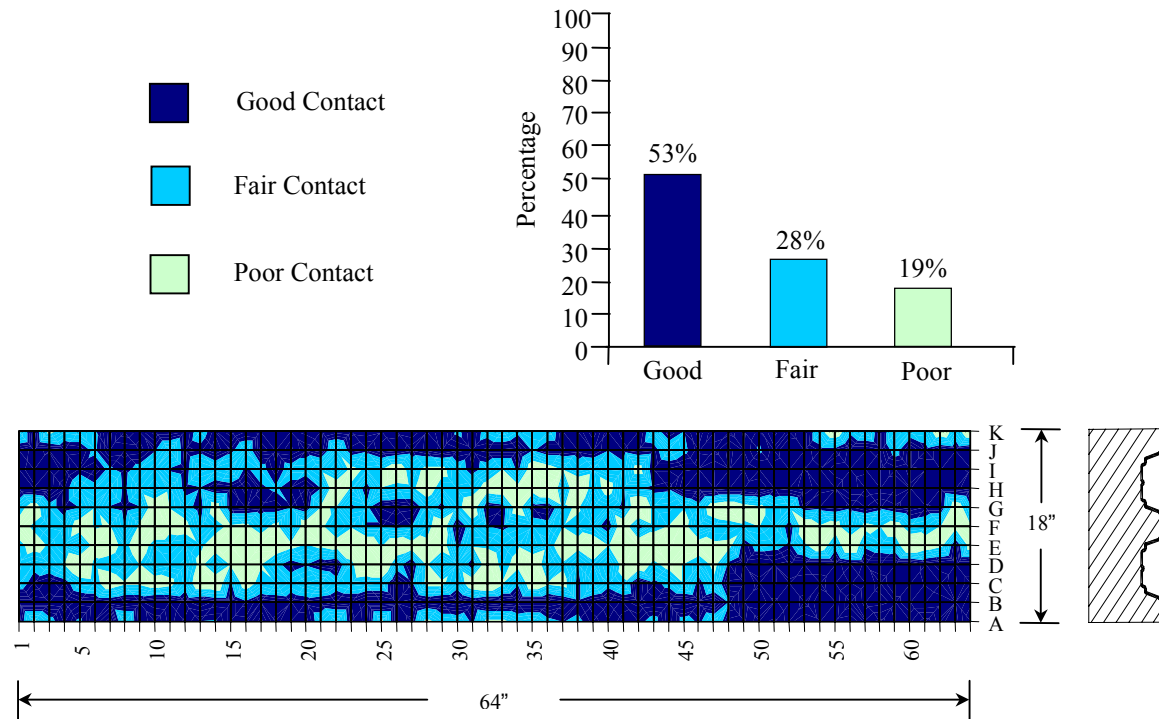 Good Contact
Fair Contact
Poor Contact
Percentage
100
90
80
70
60
50
40
30
20
10
0
53%
28%
19%
Good Fair Poor
K
J
I
H
G
F
E
D
C
B
A
18”
1 5 10 15 20 25 30 35 40 45 50 55 60
64”